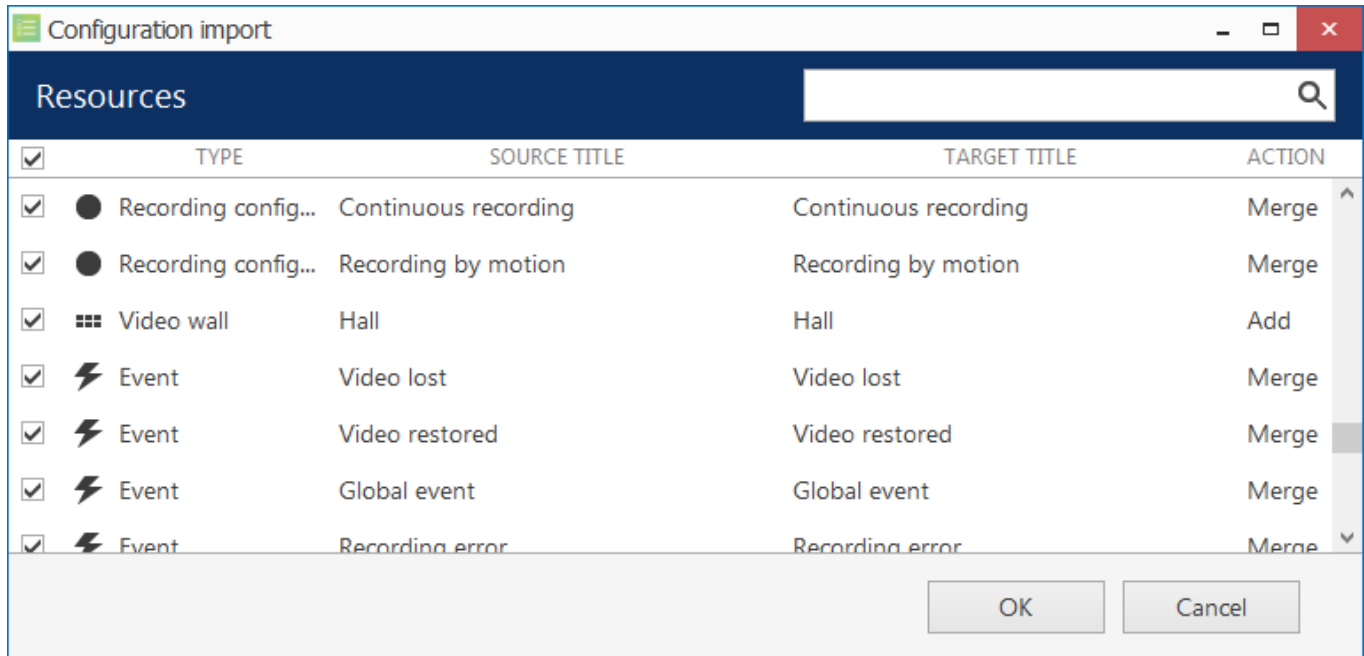 Configuration import
Resources
TYPE SOURCE TITLE TARGET TITLE ACTION
Recording config... Continuous recording Continuous recording Merge
Recording config... Recording by motion Recording by motion Merge
Video wall Hall Hall Add
Event Video lost Video lost Merge
Event Video restored Video restored Merge
Event Global event Global event Merge
Event Recording error Recording error Merge
OK Cancel